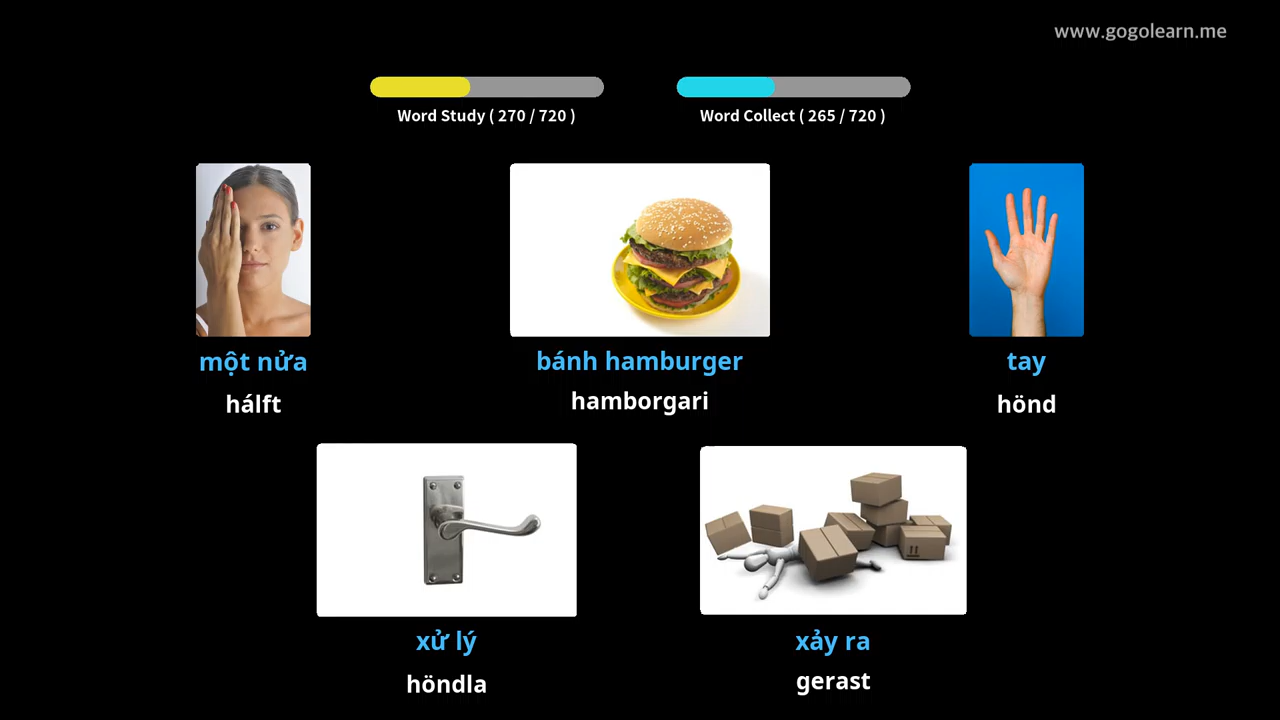 www.gogolearn.me
Word Study ( 270 / 720 )
Word Collect ( 265 / 720 )
một nửa
hálft
bánh hamburger
hamborgari
tay
hönd
xử lý
höndla
xảy ra
gerast